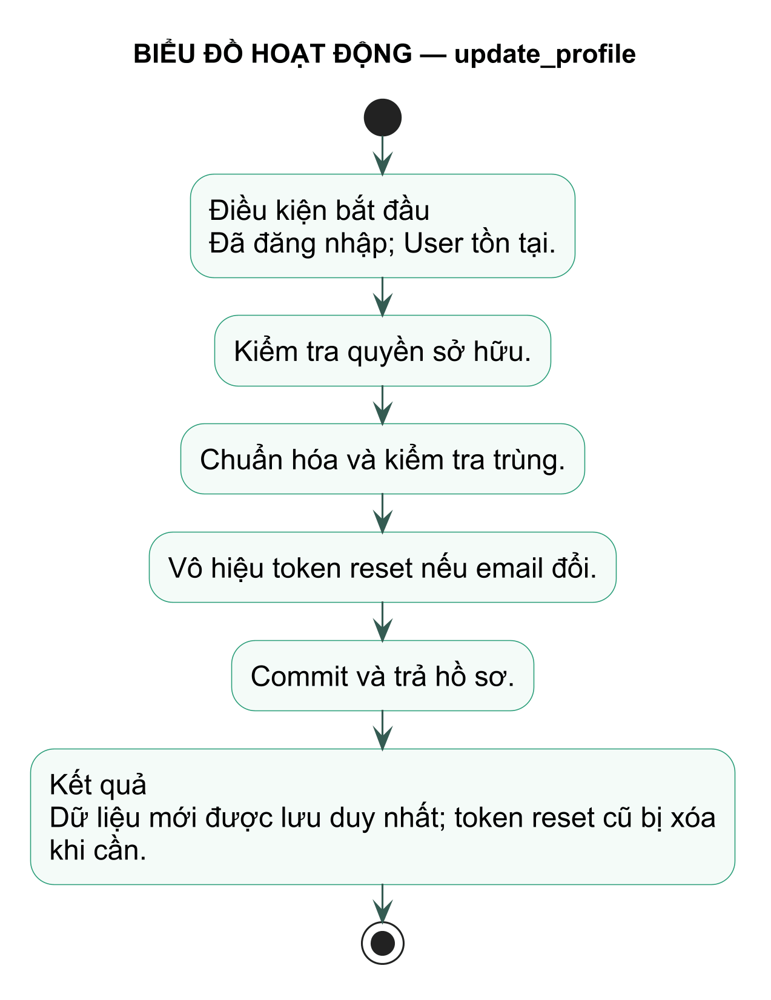 BIỂU ĐỒ HOẠT ĐỘNG — update_profile
Điều kiện bắt đầu
Đã đăng nhập; User tồn tại.
Kiểm tra quyền sở hữu.
Chuẩn hóa và kiểm tra trùng.
Vô hiệu token reset nếu email đổi.
Commit và trả hồ sơ.
Kết quả
Dữ liệu mới được lưu duy nhất; token reset cũ bị xóa
khi cần.